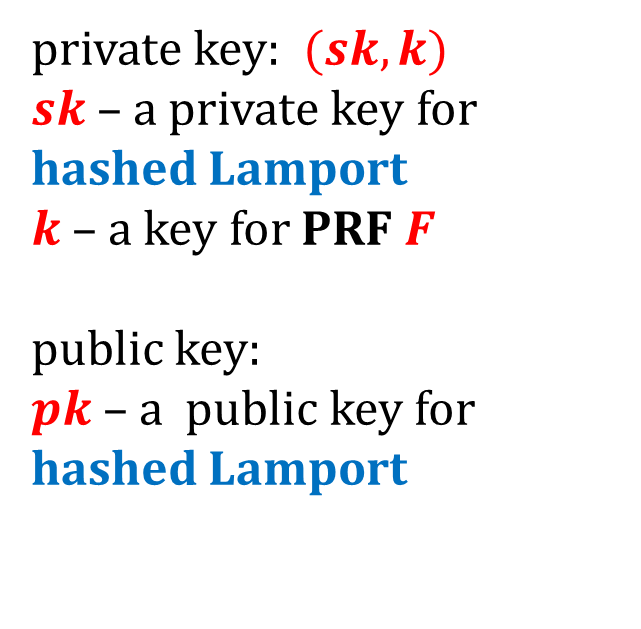 private key: (sk, k)
sk – a private key for
hashed Lamport
k – a key for PRF F
public key:
pk – a public key for
hashed Lamport